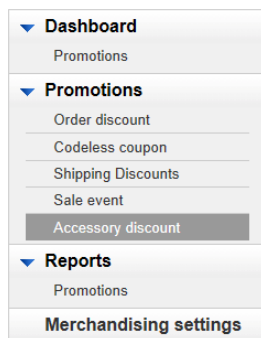 Dashboard
Promotions
Promotions
Order discount
Codeless coupon
Shipping Discounts
Sale event
Accessory discount
Reports
Promotions
Merchandising settings